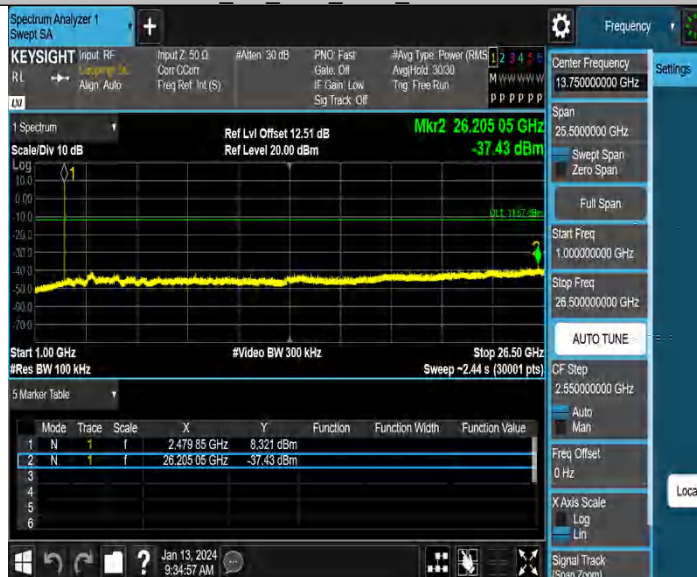 Spectrum Analyzer 1
Swept SA
+
Frequency
KEYSIGHT
RL
Input: RF
Align: Auto
Input Z: 50 Ω
Corr CCorr
Freq Ref: Int (S)
#Atten: 30 dB
PNO: Fast
Gate: Off
IF Gain: Low
Sig Track: Off
#Avg Type: Power (RMS
Avg|Hold: 30/30
Trig: Free Run
1 2 3 4 5 6
M W W W W W
P P P P P P
Center Frequency
13.750000000 GHz
Settings
Span
25.5000000 GHz
Swept Span
Zero Span
Full Span
Start Freq
1.000000000 GHz
Stop Freq
26.500000000 GHz
AUTO TUNE
CF Step
2.550000000 GHz
Auto
Man
Freq Offset
0 Hz
Local
X Axis Scale
Log
Lin
Signal Track
(Span Zoom)
1 Spectrum
Scale/Div 10 dB
Ref Lvl Offset 12.51 dB
Ref Level 20.00 dBm
Mkr2 26.205 05 GHz
-37.43 dBm
Log
10.0
0.00
-10.0
-20.0
-30.0
-40.0
-50.0
-60.0
-70.0
1
2
Start 1.00 GHz
#Res BW 100 kHz
#Video BW 300 kHz
Stop 26.50 GHz
Sweep ~2.44 s (30001 pts)
5 Marker Table
Mode Trace Scale X Y Function Function Width Function Value
1 N 1 f 2.479 85 GHz 8.321 dBm
2 N 1 f 26.205 05 GHz -37.43 dBm
3
4
5
6
?
Jan 13, 2024
9:34:57 AM